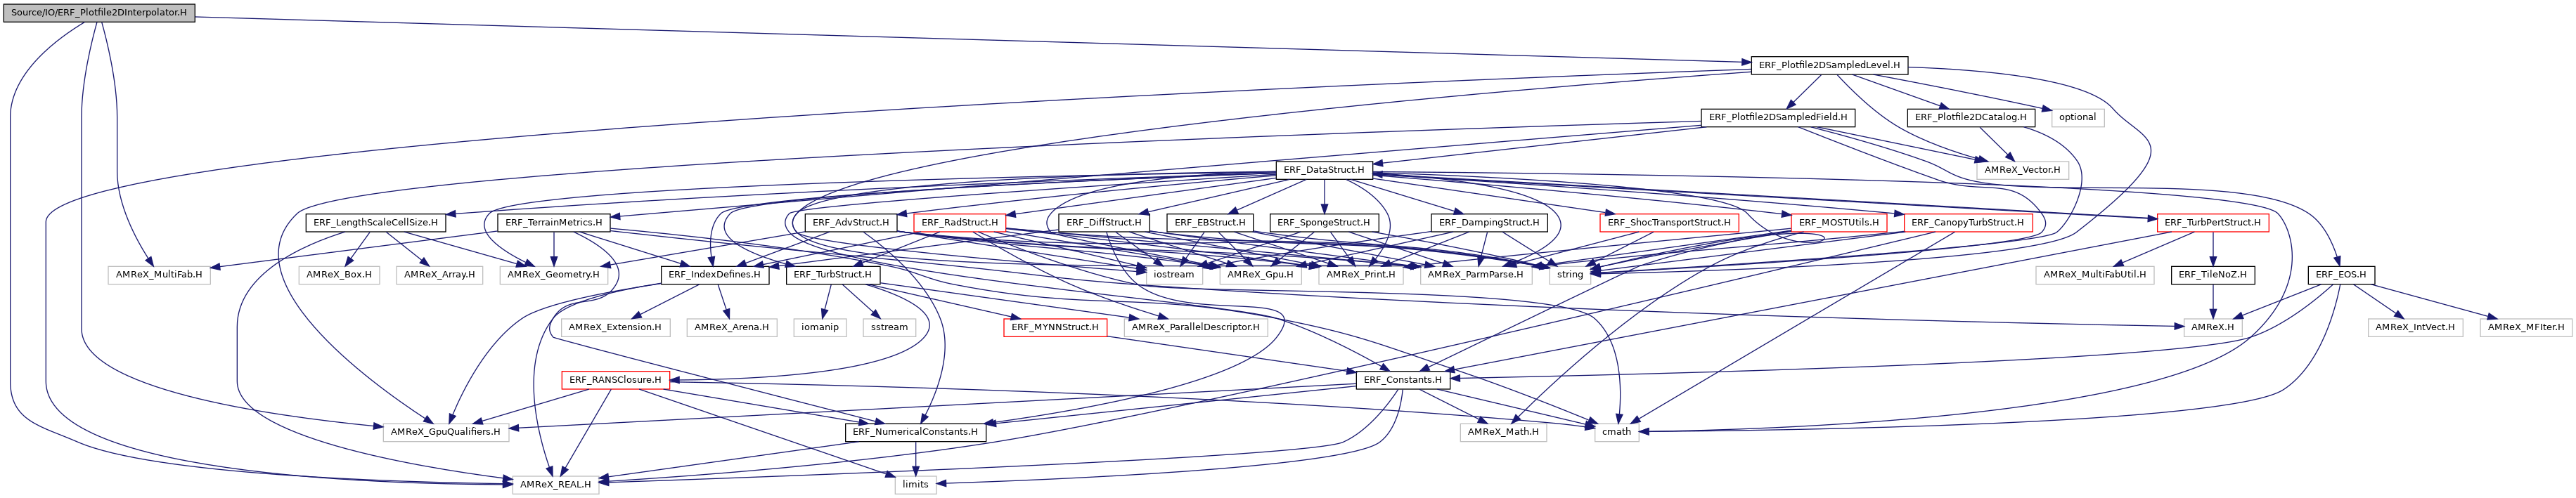 Source/IO/ERF_Plotfile2DInterpolator.H
ERF_Plotfile2DSampledLevel.H
ERF_Plotfile2DSampledField.H
ERF_Plotfile2DCatalog.H
optional
ERF_DataStruct.H
AMReX_Vector.H
ERF_LengthScaleCellSize.H
ERF_TerrainMetrics.H
ERF_AdvStruct.H
ERF_RadStruct.H
ERF_DiffStruct.H
ERF_EBStruct.H
ERF_SpongeStruct.H
ERF_DampingStruct.H
ERF_ShocTransportStruct.H
ERF_MOSTUtils.H
ERF_CanopyTurbStruct.H
ERF_TurbPertStruct.H
AMReX_MultiFab.H
AMReX_Box.H
AMReX_Array.H
AMReX_Geometry.H
ERF_IndexDefines.H
ERF_TurbStruct.H
iostream
AMReX_Gpu.H
AMReX_Print.H
AMReX_ParmParse.H
string
AMReX_MultiFabUtil.H
ERF_TileNoZ.H
ERF_EOS.H
AMReX_Extension.H
AMReX_Arena.H
iomanip
sstream
ERF_MYNNStruct.H
AMReX_ParallelDescriptor.H
AMReX.H
AMReX_IntVect.H
AMReX_MFIter.H
ERF_RANSClosure.H
ERF_Constants.H
AMReX_GpuQualifiers.H
ERF_NumericalConstants.H
AMReX_Math.H
cmath
AMReX_REAL.H
limits